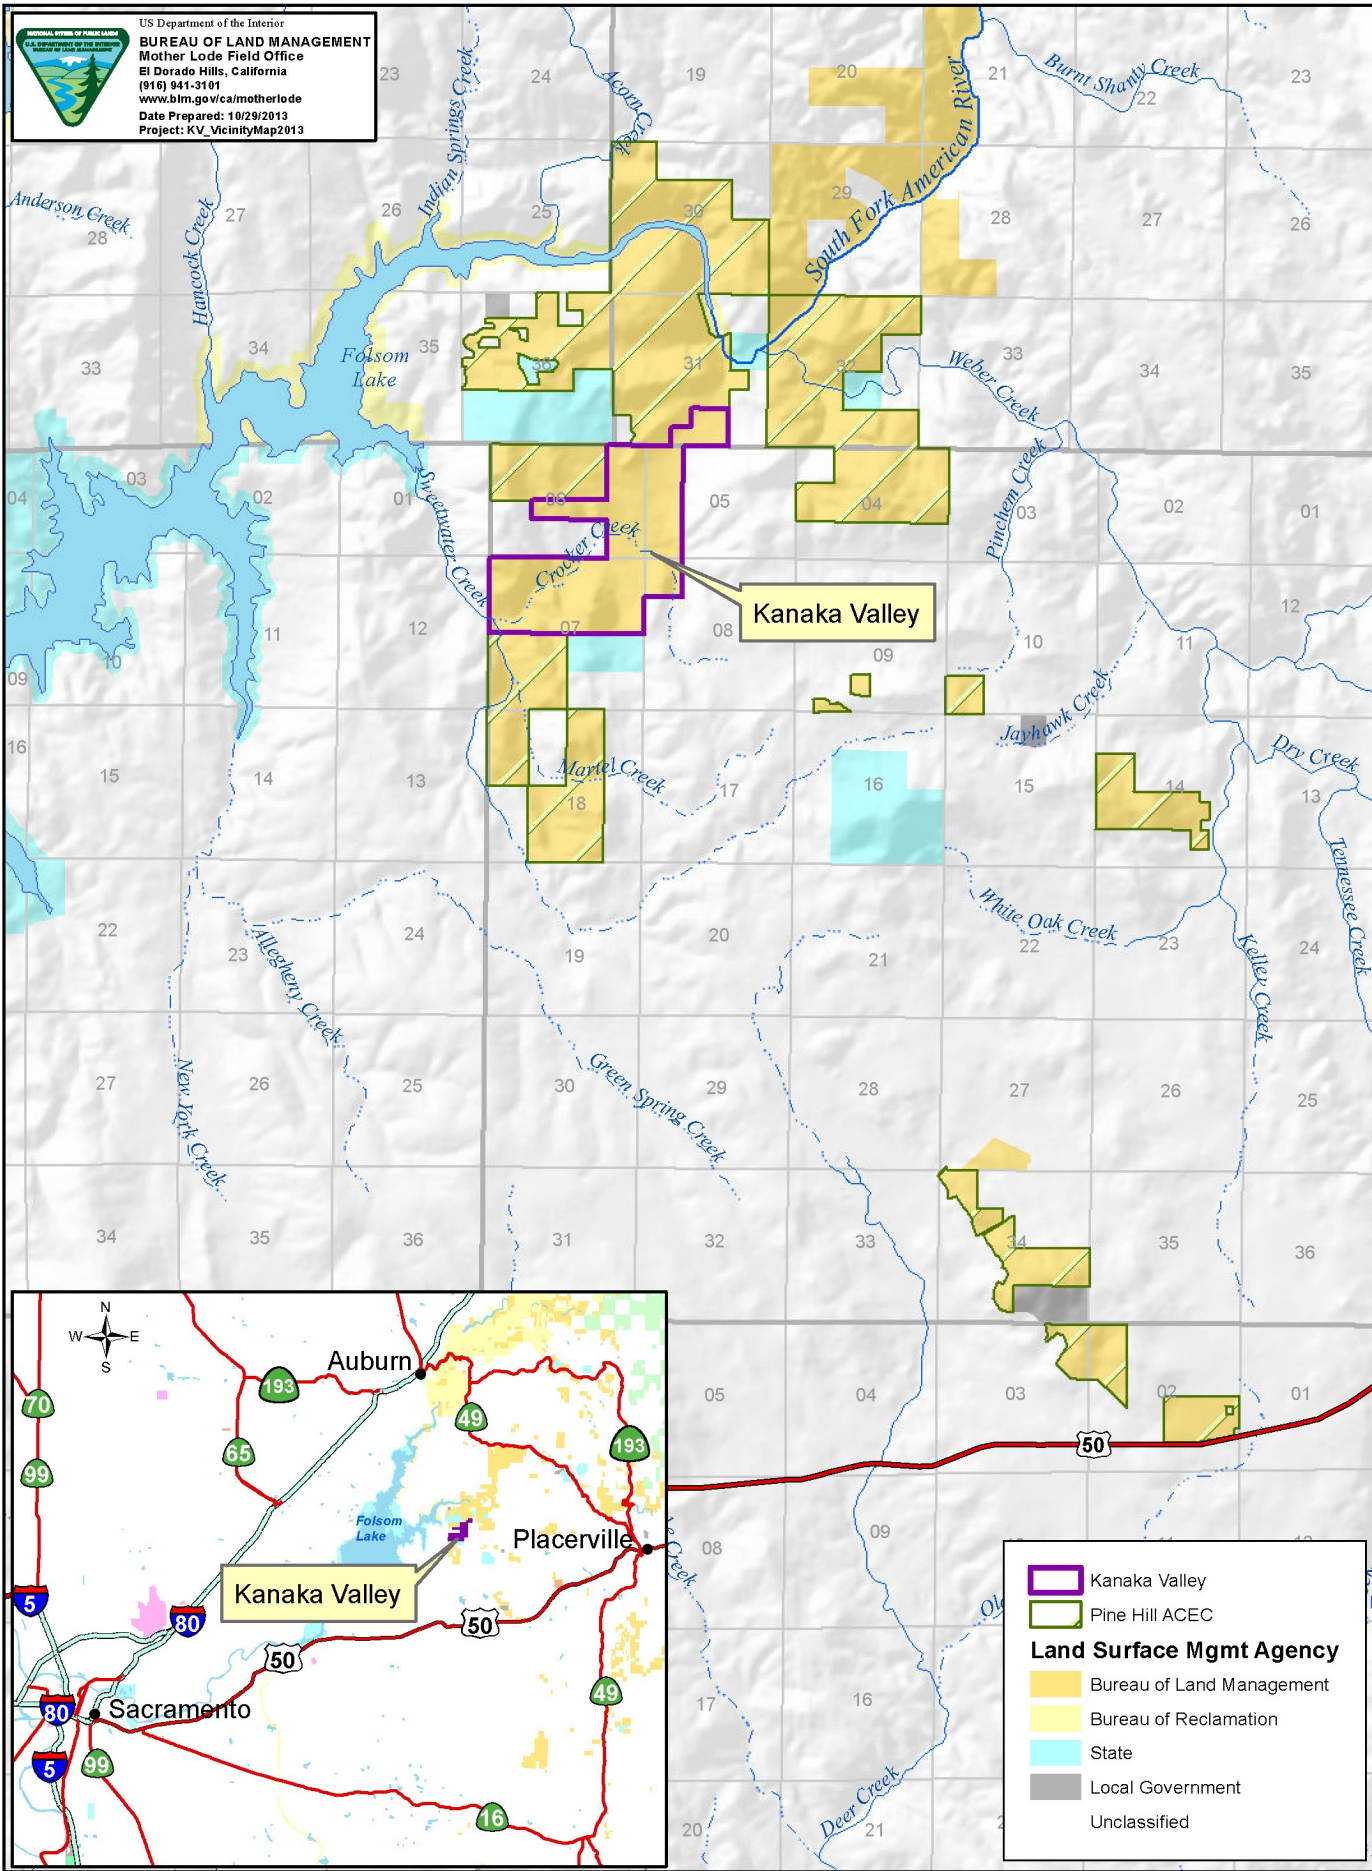 US Department of the Interior
BUREAU OF LAND MANAGEMENT
Mother Lode Field Office
El Dorado Hills, California
(916) 941-3101
www.blm.gov/ca/motherlode
Date Prepared: 10/29/2013
Project: KV_VicinityMap2013
NATIONAL SYSTEM OF PUBLIC LANDS
U.S. DEPARTMENT OF THE INTERIOR
BUREAU OF LAND MANAGEMENT
23
24
19
20
21
22
23
Indian Springs Creek
Acorn Creek
Burnt Shanty Creek
South Fork American River
Anderson Creek
28
Hancock Creek
27
26
25
30
29
28
27
26
33
34
Folsom
Lake
35
36
31
32
33
34
35
Weber Creek
04
03
02
01
Sweetwater Creek
06
05
04
03
02
01
Pinchem Creek
Crocker Creek
Kanaka Valley
09
10
11
12
07
08
09
10
11
12
Jayhawk Creek
Dry Creek
16
15
14
13
Martel Creek
18
17
16
15
14
13
Tennessee Creek
White Oak Creek
22
23
24
19
20
21
22
23
24
Allegheny Creek
Kelley Creek
New York Creek
27
26
25
30
29
28
27
26
25
Green Spring Creek
34
35
36
31
32
33
34
35
36
05
04
03
02
01
50
08
09
17
16
20
21
Deer Creek
Creek
N
W
E
S
Auburn
193
70
99
65
49
193
Folsom
Lake
Placerville
Kanaka Valley
5
80
50
50
49
80
Sacramento
5
99
16
Kanaka Valley
Pine Hill ACEC
Land Surface Mgmt Agency
Bureau of Land Management
Bureau of Reclamation
State
Local Government
Unclassified